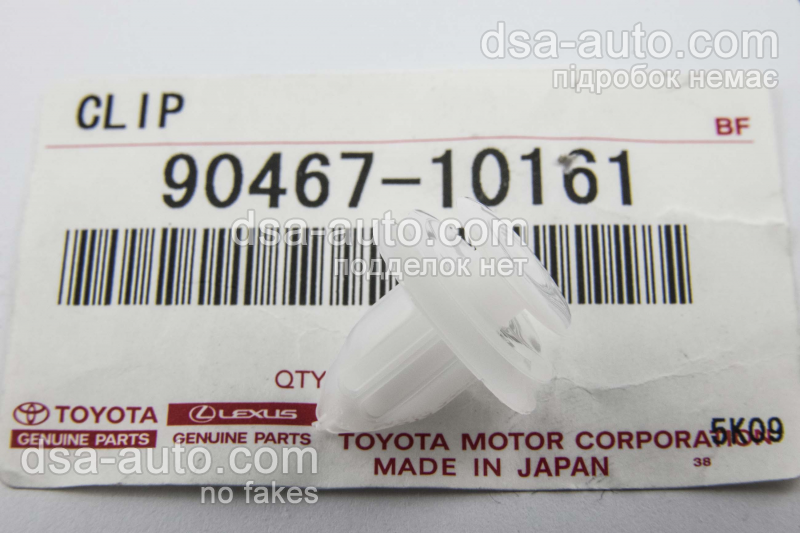 dsa-auto.com
підробок немає
CLIP
BF
90467-10161
dsa-auto.com
подделок нет
QTY
TOYOTA
GENUINE PARTS
LEXUS
GENUINE PARTS
TOYOTA MOTOR CORPORATION
5K09
MADE IN JAPAN
38
dsa-auto.com
no fakes